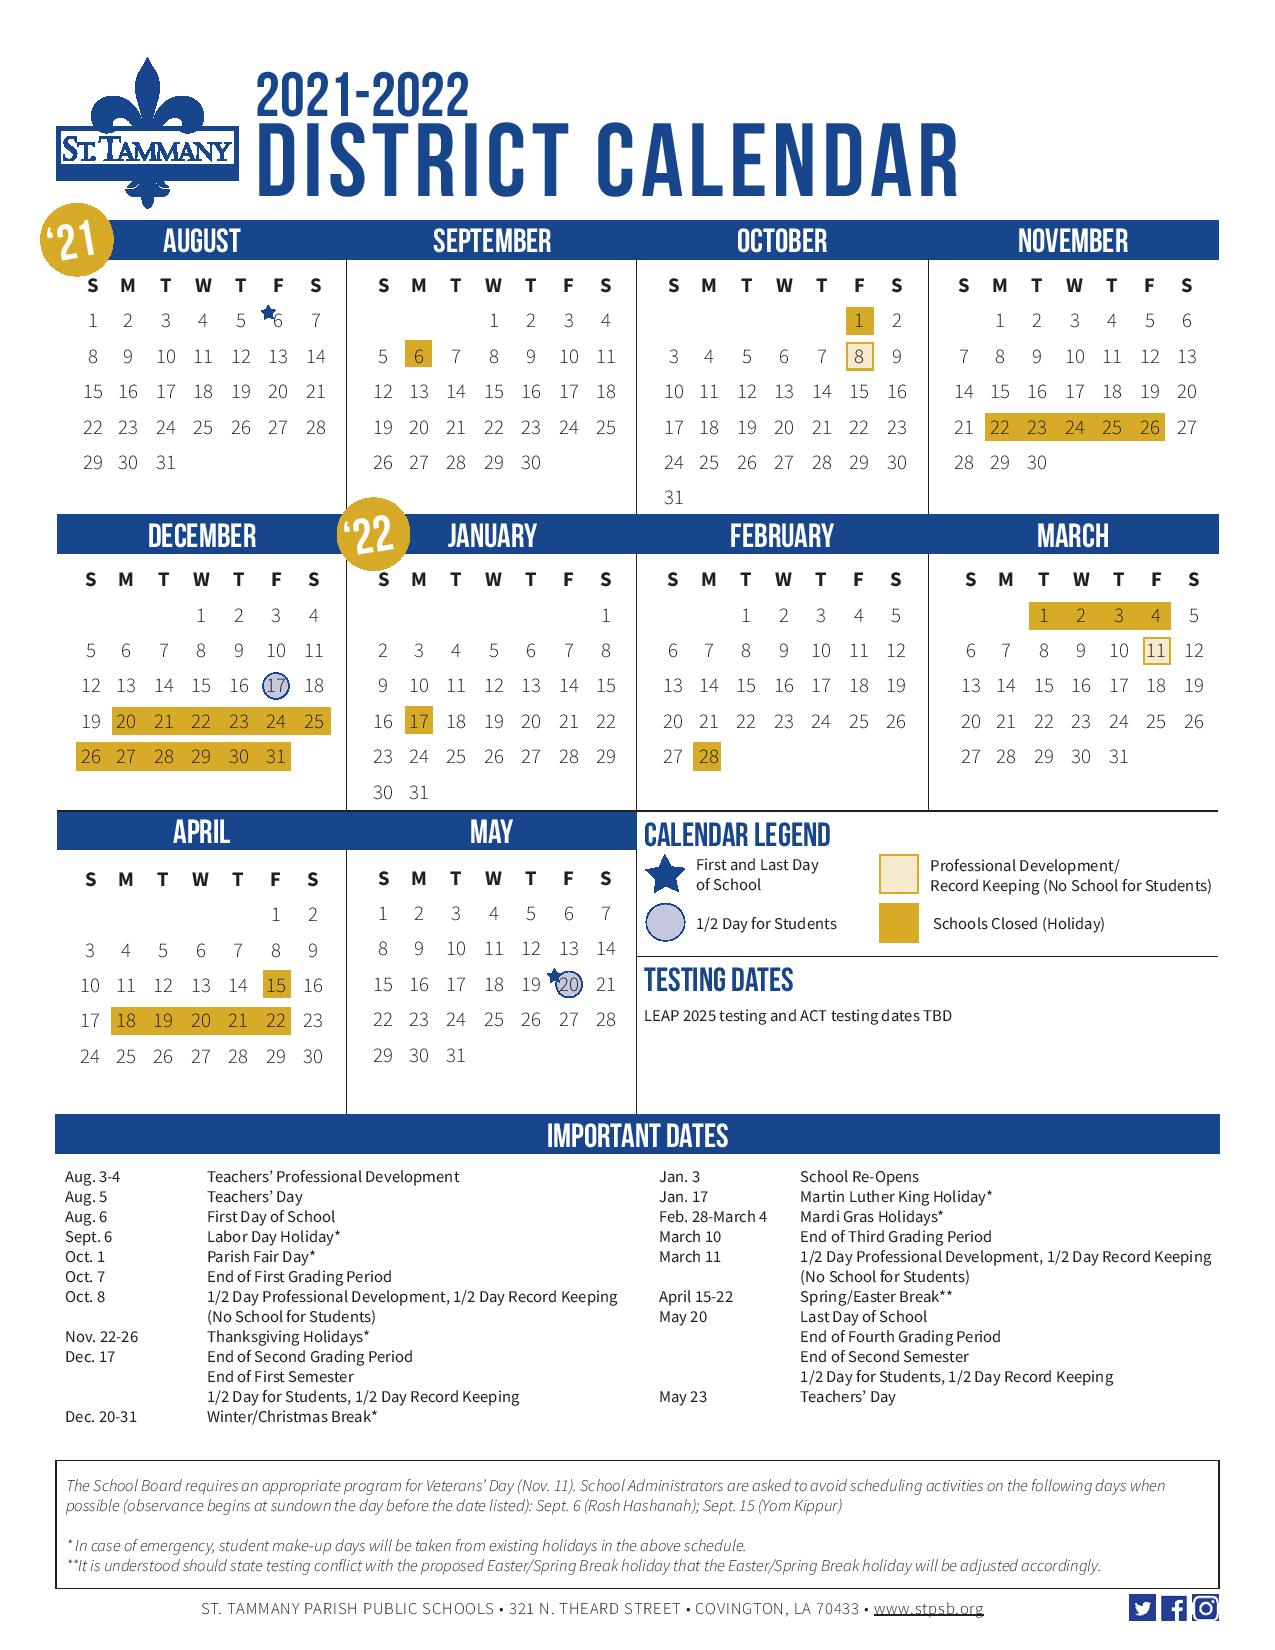 2021-2022
DISTRICT CALENDAR
ST. TAMMANY
‘21
AUGUST SEPTEMBER OCTOBER NOVEMBER
S M T W T F S S M T W T F S S M T W T F S S M T W T F S
1 2 3 4 5 6 7 1 2 3 4 1 2 1 2 3 4 5 6
8 9 10 11 12 13 14 5 6 7 8 9 10 11 3 4 5 6 7 8 9 7 8 9 10 11 12 13
15 16 17 18 19 20 21 12 13 14 15 16 17 18 10 11 12 13 14 15 16 14 15 16 17 18 19 20
22 23 24 25 26 27 28 19 20 21 22 23 24 25 17 18 19 20 21 22 23 21 22 23 24 25 26 27
29 30 31 26 27 28 29 30 24 25 26 27 28 29 30 28 29 30
31
‘22
DECEMBER JANUARY FEBRUARY MARCH
S M T W T F S S M T W T F S S M T W T F S S M T W T F S
1 2 3 4 1 1 2 3 4 5 1 2 3 4 5
5 6 7 8 9 10 11 2 3 4 5 6 7 8 6 7 8 9 10 11 12 6 7 8 9 10 11 12
12 13 14 15 16 17 18 9 10 11 12 13 14 15 13 14 15 16 17 18 19 13 14 15 16 17 18 19
19 20 21 22 23 24 25 16 17 18 19 20 21 22 20 21 22 23 24 25 26 20 21 22 23 24 25 26
26 27 28 29 30 31 23 24 25 26 27 28 29 27 28 27 28 29 30 31
30 31
APRIL MAY
S M T W T F S S M T W T F S
1 2 1 2 3 4 5 6 7
3 4 5 6 7 8 9 8 9 10 11 12 13 14
10 11 12 13 14 15 16 15 16 17 18 19 20 21
17 18 19 20 21 22 23 22 23 24 25 26 27 28
24 25 26 27 28 29 30 29 30 31
CALENDAR LEGEND
First and Last Day
of School
Professional Development/
Record Keeping (No School for Students)
1/2 Day for Students
Schools Closed (Holiday)
TESTING DATES
LEAP 2025 testing and ACT testing dates TBD
IMPORTANT DATES
Aug. 3-4 Teachers’ Professional Development
Aug. 5 Teachers’ Day
Aug. 6 First Day of School
Sept. 6 Labor Day Holiday*
Oct. 1 Parish Fair Day*
Oct. 7 End of First Grading Period
Oct. 8 1/2 Day Professional Development, 1/2 Day Record Keeping
(No School for Students)
Nov. 22-26 Thanksgiving Holidays*
Dec. 17 End of Second Grading Period
End of First Semester
1/2 Day for Students, 1/2 Day Record Keeping
Dec. 20-31 Winter/Christmas Break*
Jan. 3 School Re-Opens
Jan. 17 Martin Luther King Holiday*
Feb. 28-March 4 Mardi Gras Holidays*
March 10 End of Third Grading Period
March 11 1/2 Day Professional Development, 1/2 Day Record Keeping
(No School for Students)
April 15-22 Spring/Easter Break**
May 20 Last Day of School
End of Fourth Grading Period
End of Second Semester
1/2 Day for Students, 1/2 Day Record Keeping
May 23 Teachers’ Day
The School Board requires an appropriate program for Veterans’ Day (Nov. 11). School Administrators are asked to avoid scheduling activities on the following days when
possible (observance begins at sundown the day before the date listed): Sept. 6 (Rosh Hashanah); Sept. 15 (Yom Kippur)
* In case of emergency, student make-up days will be taken from existing holidays in the above schedule.
**It is understood should state testing conflict with the proposed Easter/Spring Break holiday that the Easter/Spring Break holiday will be adjusted accordingly.
ST. TAMMANY PARISH PUBLIC SCHOOLS • 321 N. THEARD STREET • COVINGTON, LA 70433 • www.stpsb.org